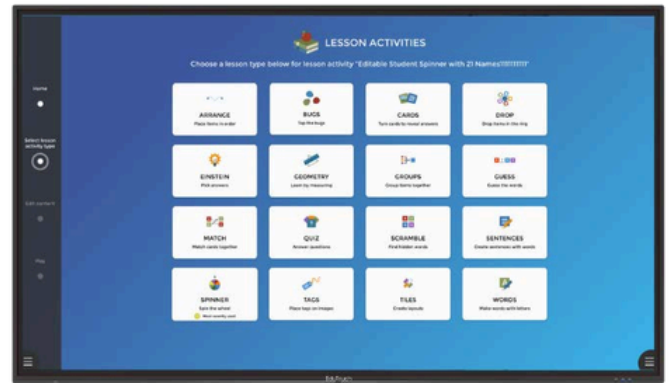 LESSON ACTIVITIES
Choose a lesson type below for lesson activity "Editable Student Spinner with 21 Names!!!!!!!!!!"
Home
Select lesson
activity type
Edit content
Play
ARRANGE
Place items in order
BUGS
Tap the bugs
CARDS
Turn cards to reveal answers
DROP
Drop items in the ring
EINSTEIN
Pick answers
GEOMETRY
Learn by measuring
GROUPS
Group items together
GUESS
Guess the words
MATCH
Match cards together
QUIZ
Answer questions
SCRAMBLE
Find hidden words
SENTENCES
Create sentences with words
SPINNER
Spin the wheel
Most recently used
TAGS
Place tags on images
TILES
Create layouts
WORDS
Make words with letters
EduTouch